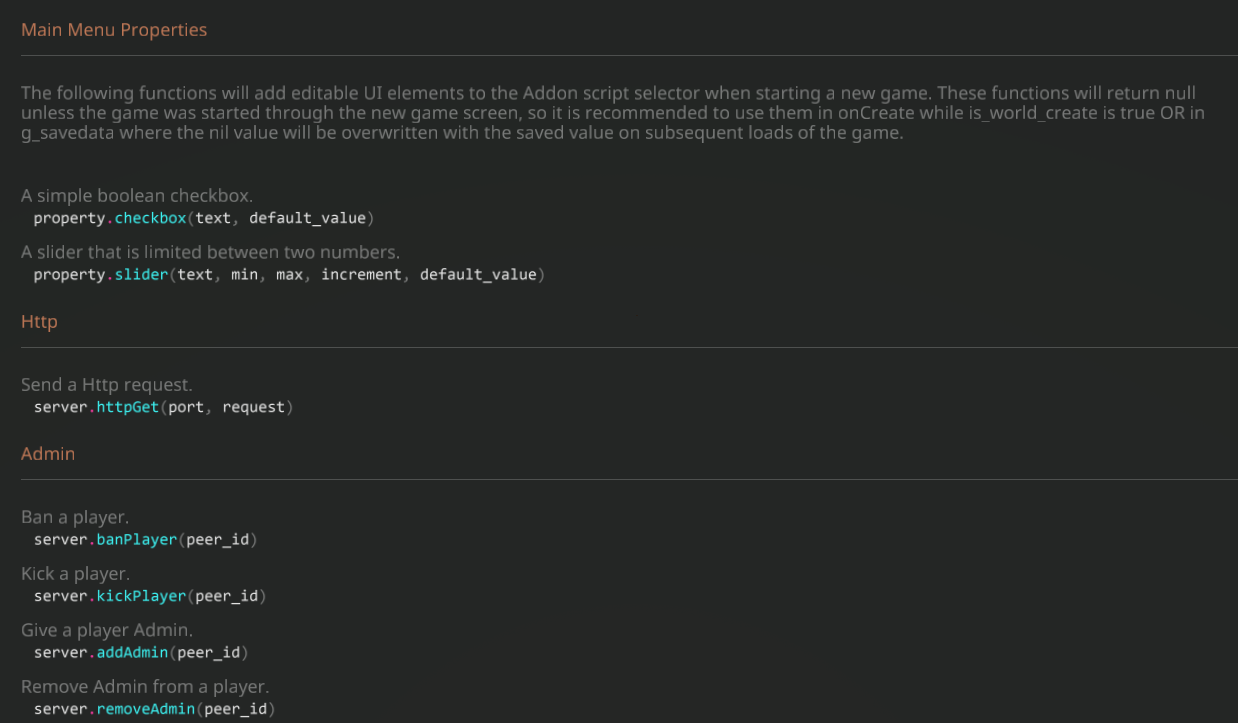 Main Menu Properties
The following functions will add editable UI elements to the Addon script selector when starting a new game. These functions will return null
unless the game was started through the new game screen, so it is recommended to use them in onCreate while is_world_create is true OR in
g_savedata where the nil value will be overwritten with the saved value on subsequent loads of the game.
A simple boolean checkbox.
property.checkbox(text, default_value)
A slider that is limited between two numbers.
property.slider(text, min, max, increment, default_value)
Http
Send a Http request.
server.httpGet(port, request)
Admin
Ban a player.
server.banPlayer(peer_id)
Kick a player.
server.kickPlayer(peer_id)
Give a player Admin.
server.addAdmin(peer_id)
Remove Admin from a player.
server.removeAdmin(peer_id)